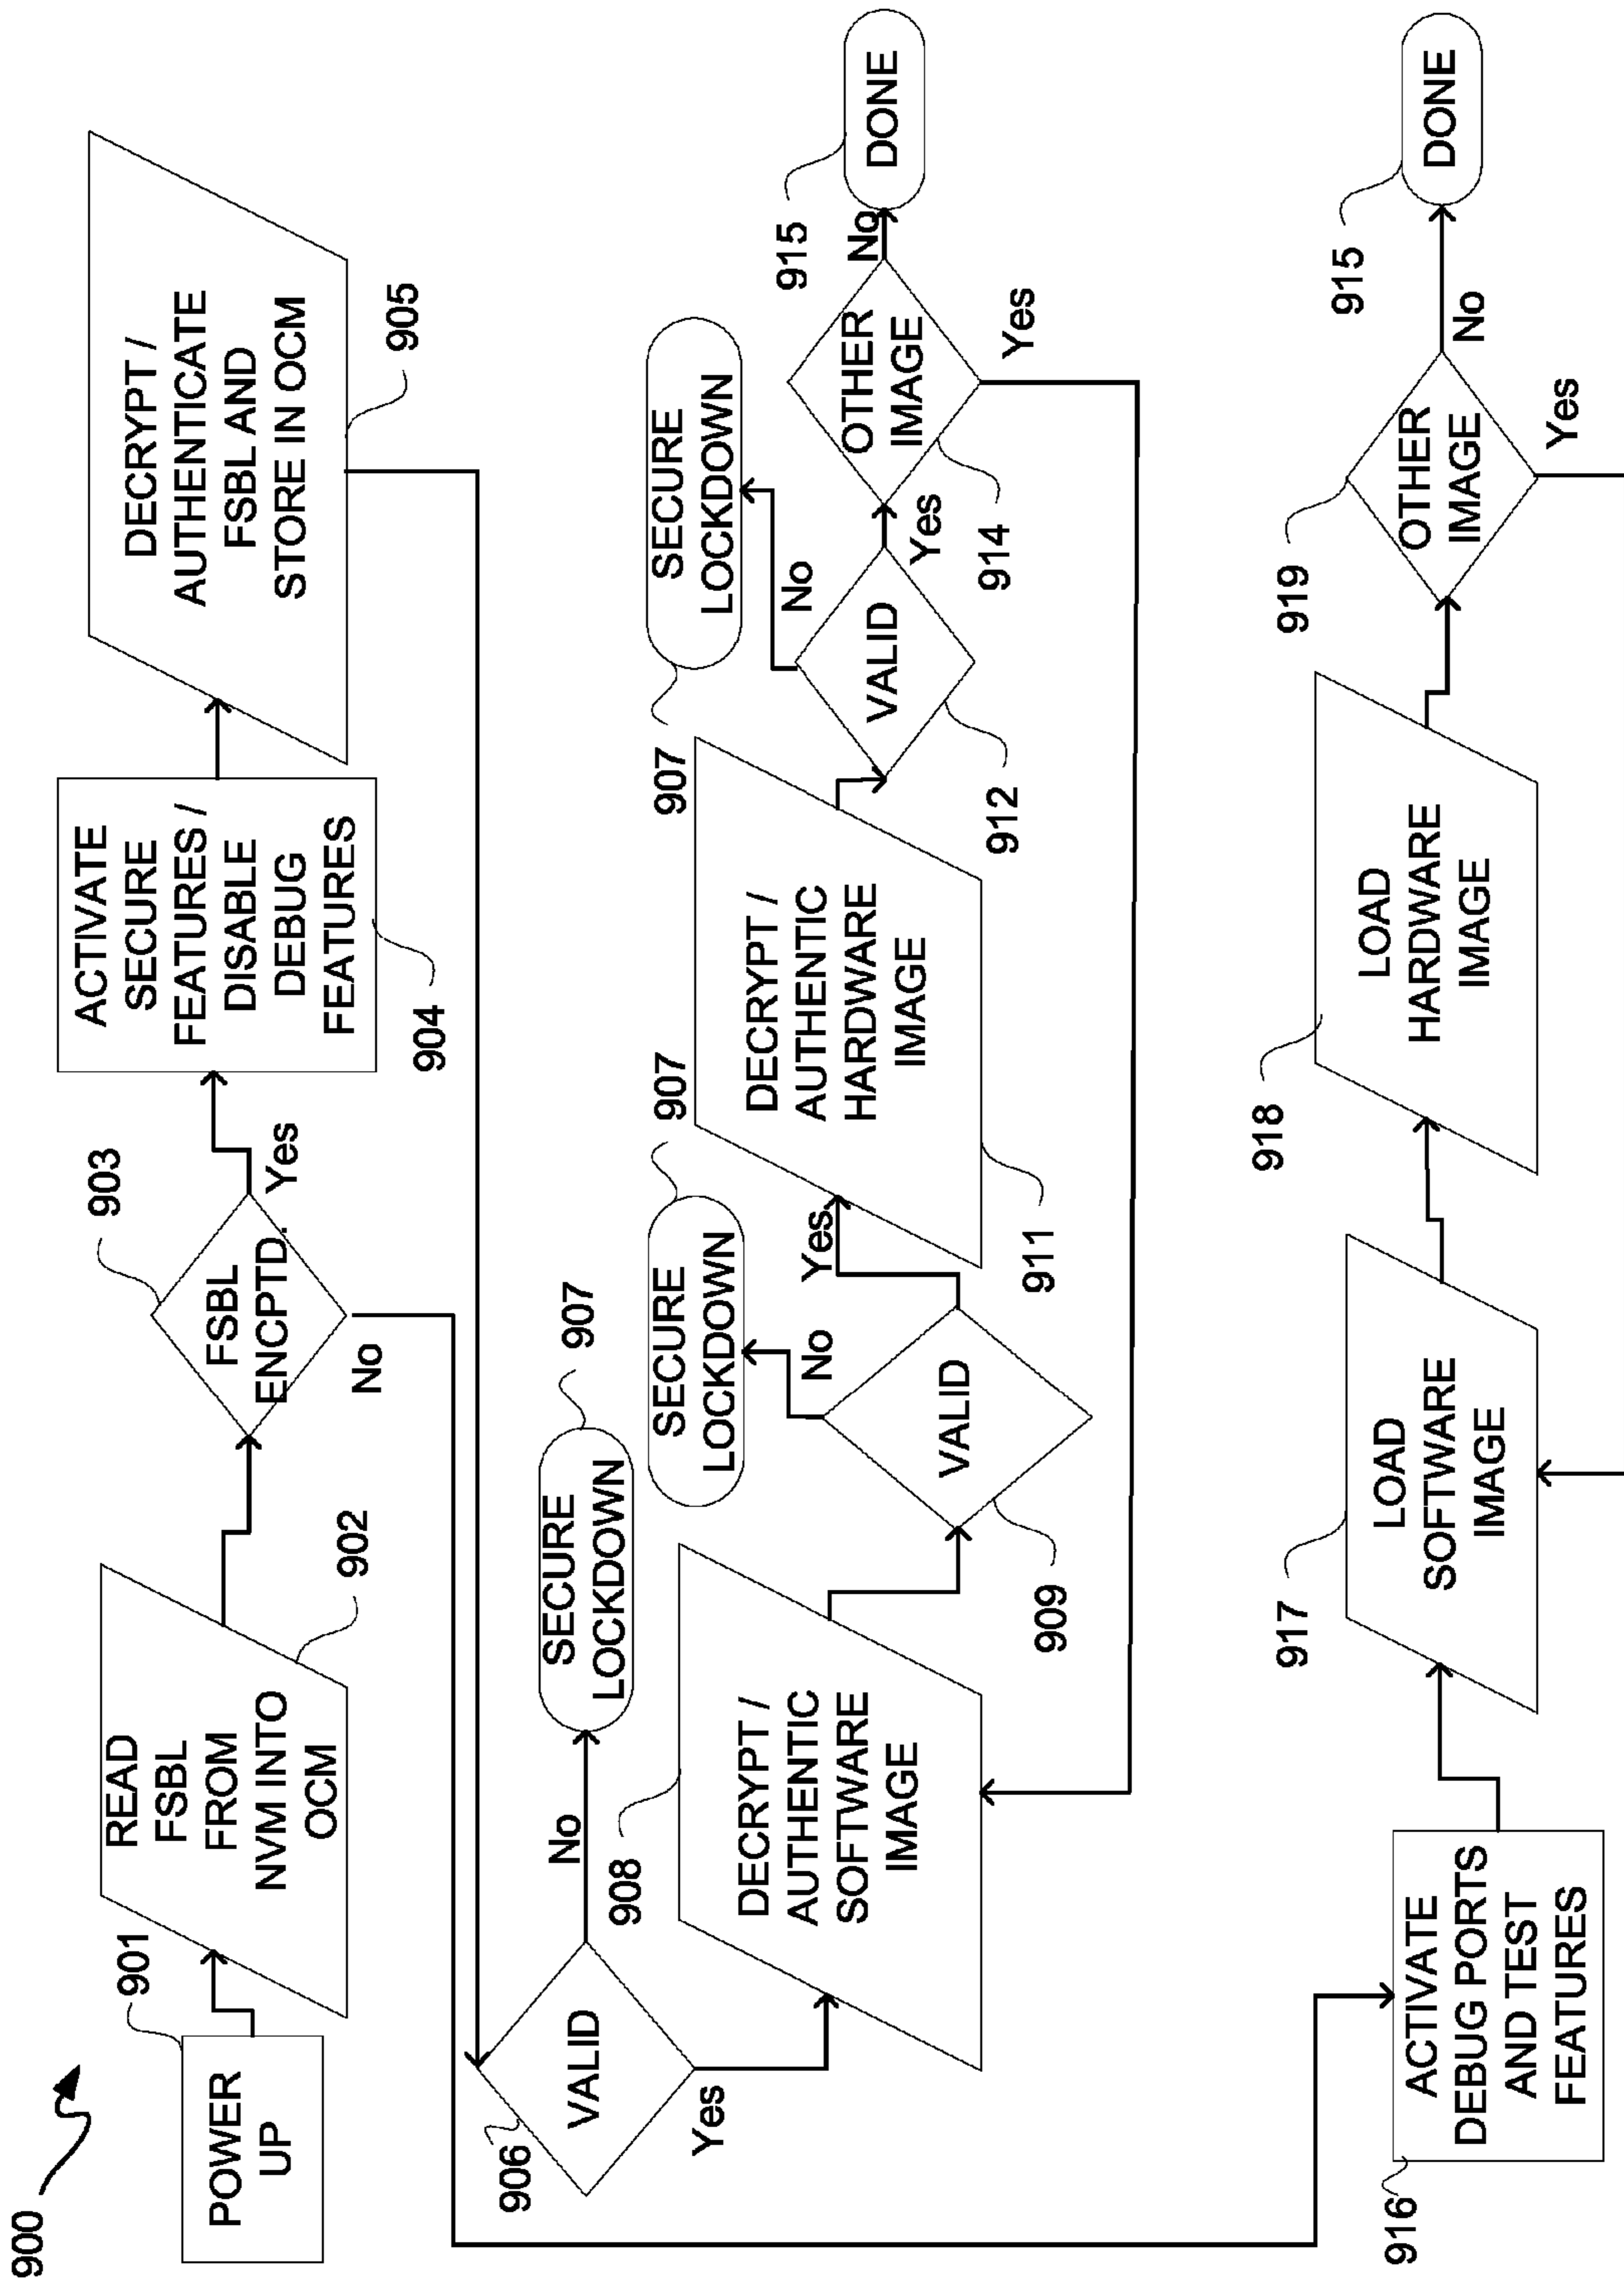 900
901
POWER
UP
READ
FSBL
FROM
NVM INTO
OCM
902
903
FSBL
ENCPTD.
Yes
No
ACTIVATE
SECURE
FEATURES /
DISABLE
DEBUG
FEATURES
904
DECRYPT /
AUTHENTICATE
FSBL AND
STORE IN OCM
905
906
VALID
Yes
No
907
SECURE
LOCKDOWN
908
DECRYPT /
AUTHENTIC
SOFTWARE
IMAGE
909
VALID
No
Yes
907
SECURE
LOCKDOWN
DECRYPT /
AUTHENTIC
HARDWARE
IMAGE
911
907
SECURE
LOCKDOWN
No
VALID
912
Yes
OTHER
IMAGE
914
No
Yes
915
DONE
916
ACTIVATE
DEBUG PORTS
AND TEST
FEATURES
917
LOAD
SOFTWARE
IMAGE
918
LOAD
HARDWARE
IMAGE
919
OTHER
IMAGE
No
Yes
915
DONE